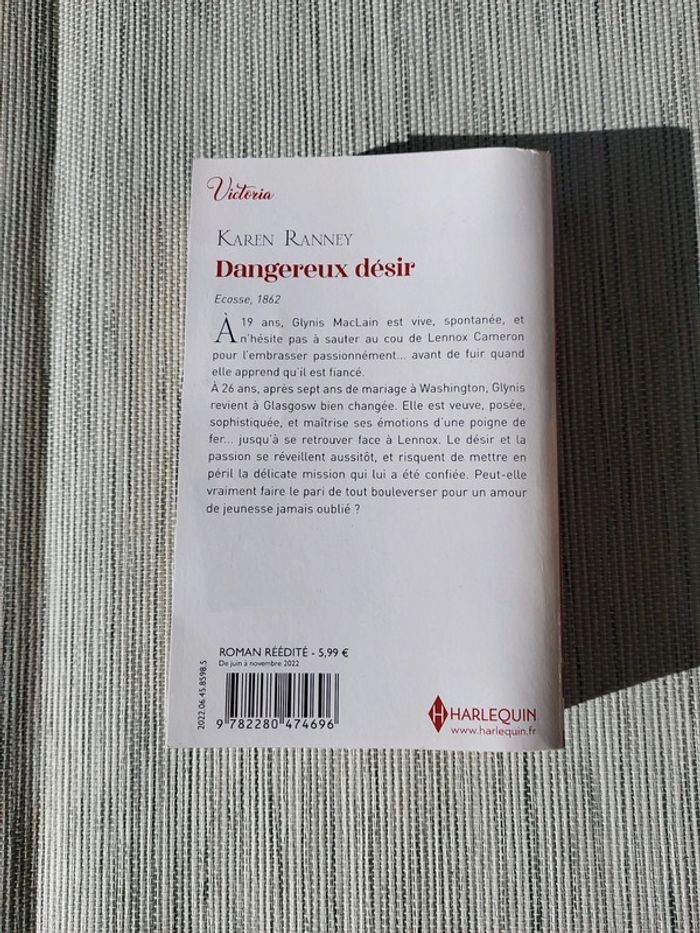 Victoria
KAREN RANNEY
Dangereux désir
Ecosse, 1862
À 19 ans, Glynis MacLain est vive, spontanée, et
n'hésite pas à sauter au cou de Lennox Cameron
pour l'embrasser passionnément... avant de fuir quand
elle apprend qu'il est fiancé.
À 26 ans, après sept ans de mariage à Washington, Glynis
revient à Glasgosw bien changée. Elle est veuve, posée,
sophistiquée, et maîtrise ses émotions d'une poigne de
fer... jusqu'à se retrouver face à Lennox. Le désir et la
passion se réveillent aussitôt, et risquent de mettre en
péril la délicate mission qui lui a été confiée. Peut-elle
vraiment faire le pari de tout bouleverser pour un amour
de jeunesse jamais oublié ?
ROMAN RÉÉDITÉ - 5,99 €
De juin à novembre 2022
2022.06.45.8598.5
9 782280 474696
HARLEQUIN
www.harlequin.fr